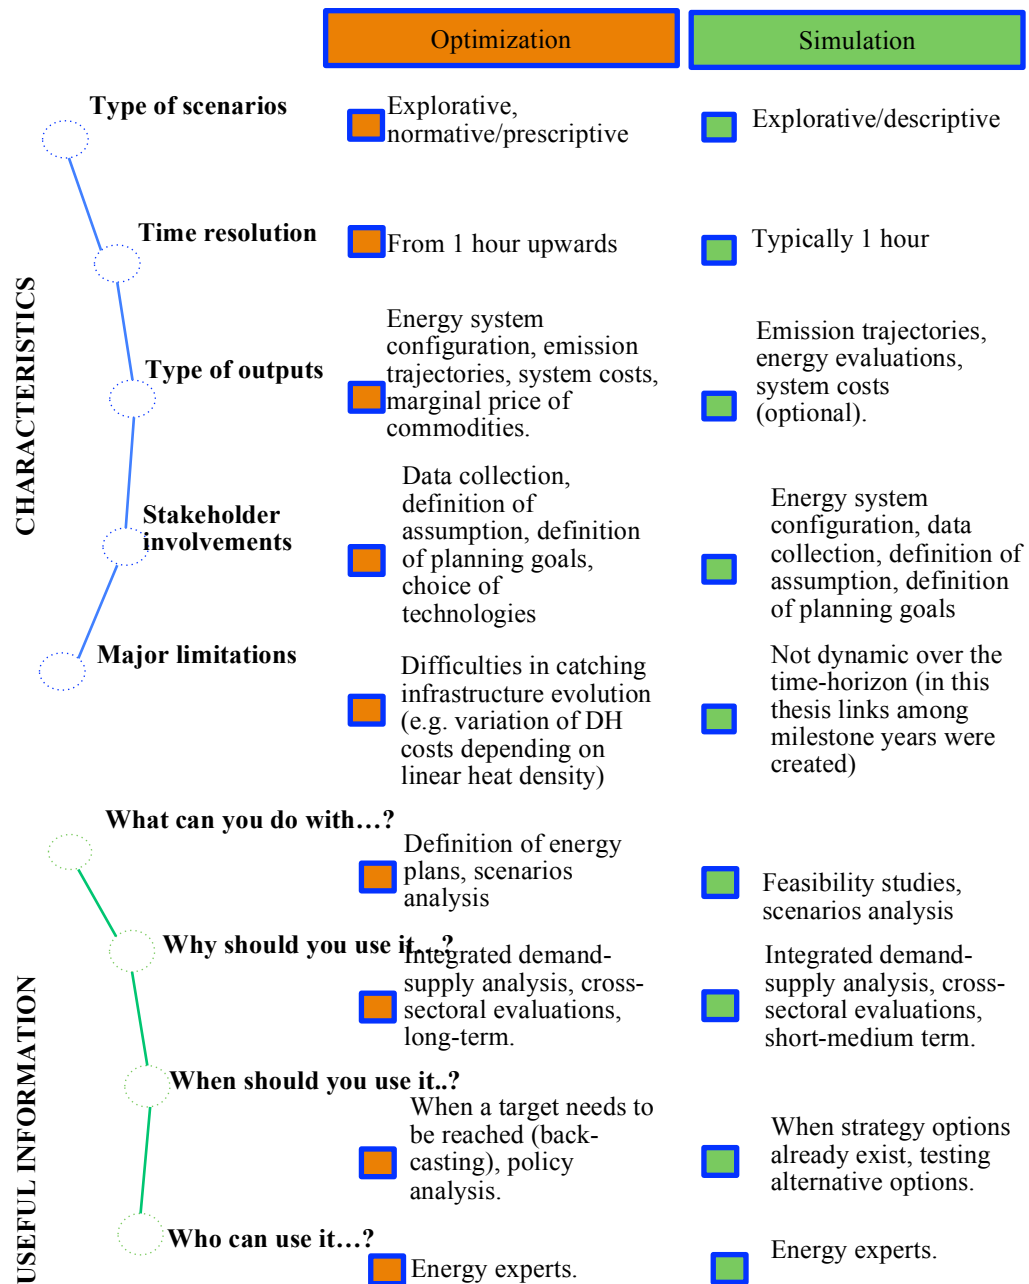 Optimization
Simulation
CHARACTERISTICS
Type of scenarios
Explorative,
normative/prescriptive
Explorative/descriptive
Time resolution
From 1 hour upwards
Typically 1 hour
Type of outputs
Energy system
configuration, emission
trajectories, system costs,
marginal price of
commodities.
Emission trajectories,
energy evaluations,
system costs
(optional).
Stakeholder
involvements
Data collection,
definition of
assumption, definition
of planning goals,
choice of
technologies
Energy system
configuration, data
collection, definition of
assumption, definition
of planning goals
Major limitations
Difficulties in catching
infrastructure evolution
(e.g. variation of DH
costs depending on
linear heat density)
Not dynamic over the
time-horizon (in this
thesis links among
milestone years were
created)
USEFUL INFORMATION
What can you do with…?
Definition of energy
plans, scenarios
analysis
Feasibility studies,
scenarios analysis
Why should you use it…?
Integrated demand-
supply analysis, cross-
sectoral evaluations,
long-term.
Integrated demand-
supply analysis, cross-
sectoral evaluations,
short-medium term.
When should you use it..?
When a target needs to
be reached (back-
casting), policy
analysis.
When strategy options
already exist, testing
alternative options.
Who can use it…?
Energy experts.
Energy experts.